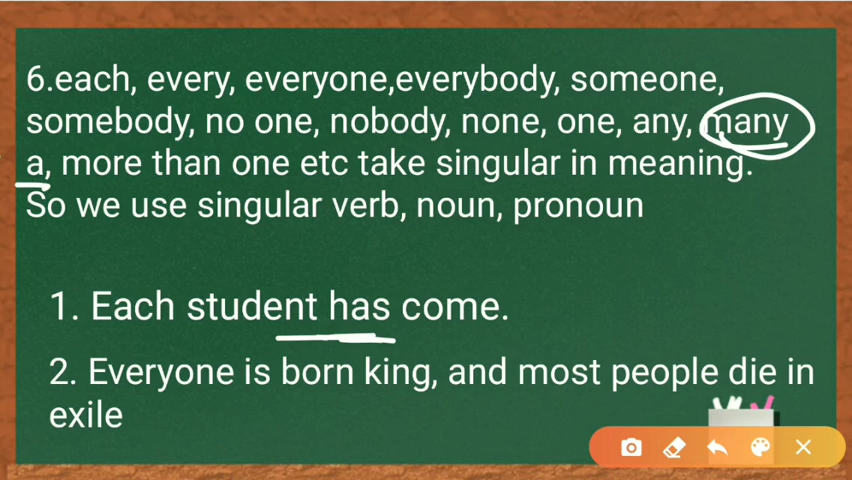 6.each, every, everyone,everybody, someone,
somebody, no one, nobody, none, one, any, many
a, more than one etc take singular in meaning.
So we use singular verb, noun, pronoun
1. Each student has come.
2. Everyone is born king, and most people die in
exile